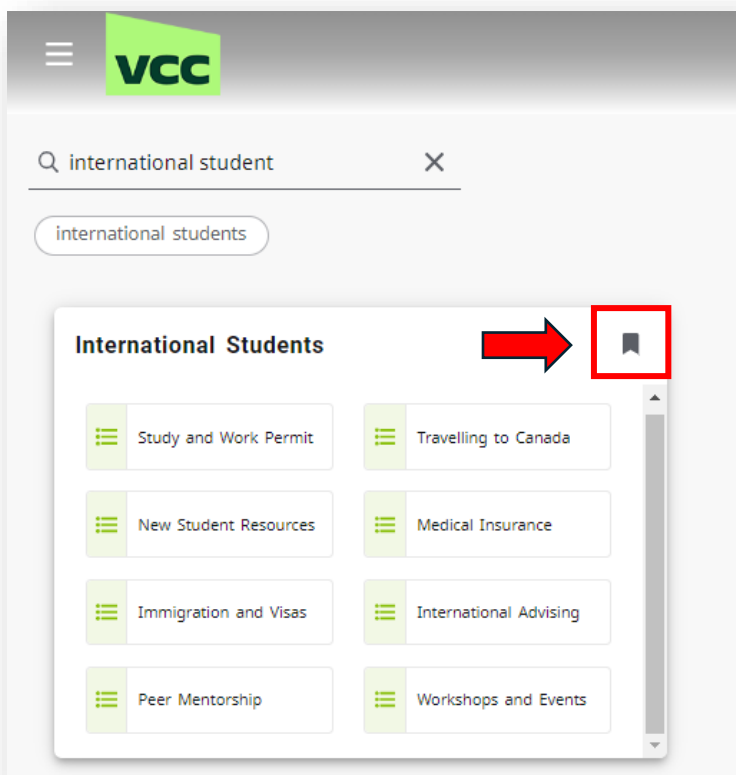 VCC
international student
international students
International Students
Study and Work Permit
Travelling to Canada
New Student Resources
Medical Insurance
Immigration and Visas
International Advising
Peer Mentorship
Workshops and Events